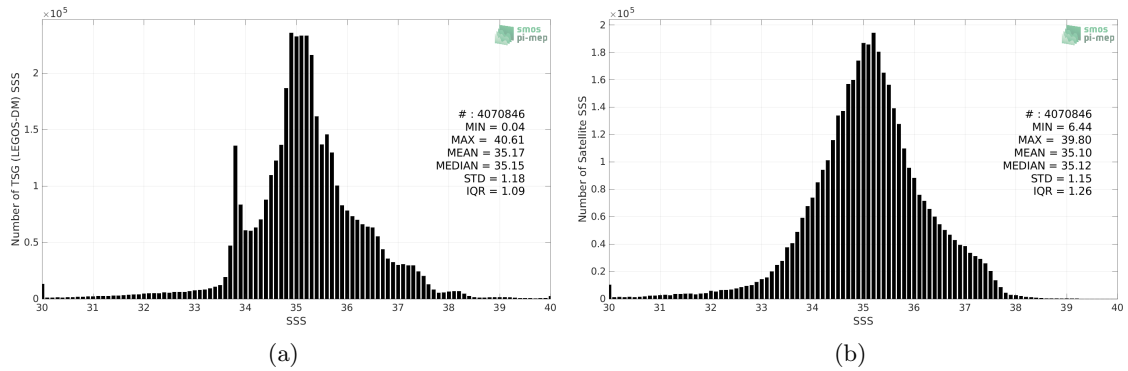 ×10⁵
smos
pi-mep
Number of TSG (LEGOS-DM) SSS
2
1.5
1
0.5
0
# : 4070846
MIN = 0.04
MAX = 40.61
MEAN = 35.17
MEDIAN = 35.15
STD = 1.18
IQR = 1.09
30 31 32 33 34 35 36 37 38 39 40
SSS
(a)
×10⁵
smos
pi-mep
Number of Satellite SSS
2
1.8
1.6
1.4
1.2
1
0.8
0.6
0.4
0.2
0
# : 4070846
MIN = 6.44
MAX = 39.80
MEAN = 35.10
MEDIAN = 35.12
STD = 1.15
IQR = 1.26
30 31 32 33 34 35 36 37 38 39 40
SSS
(b)